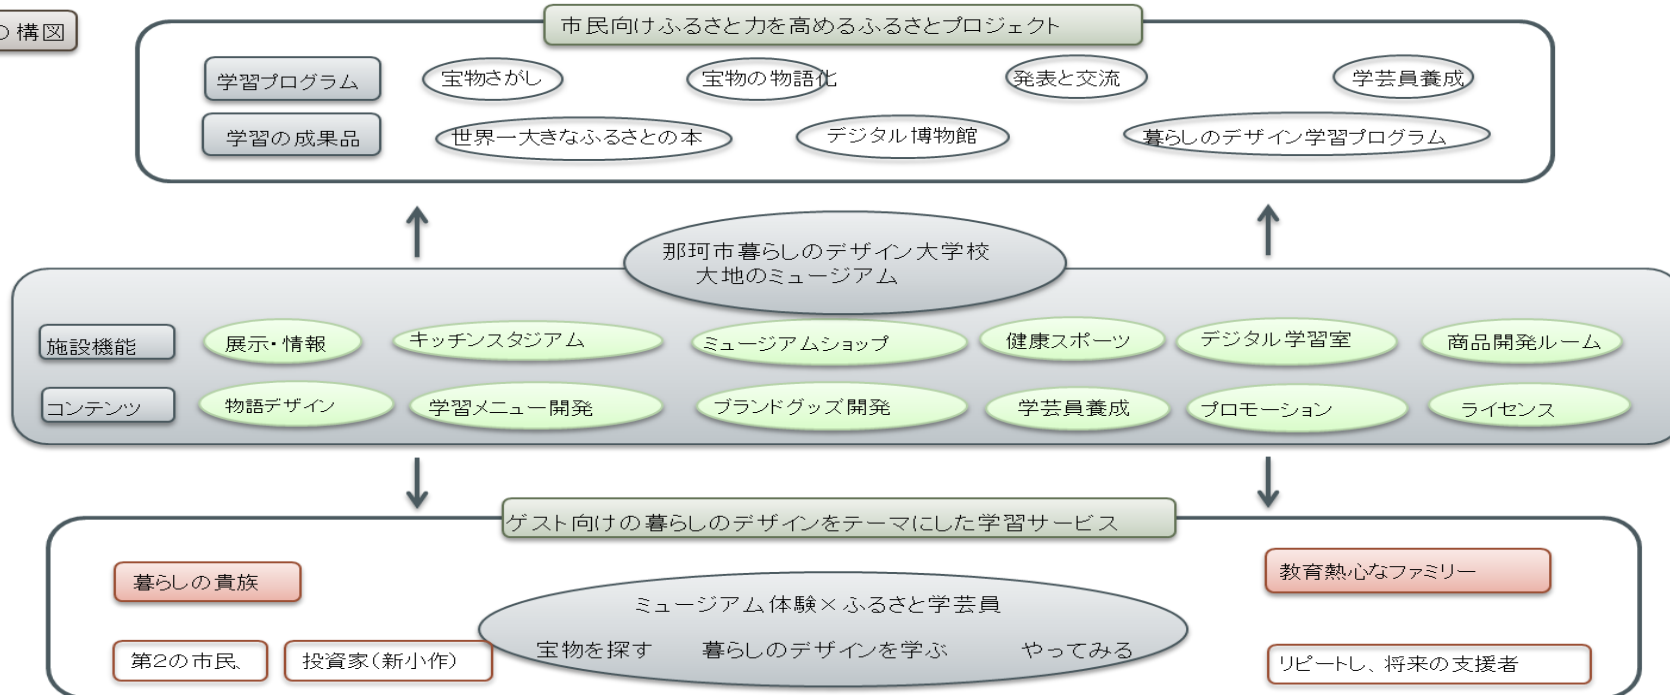 の構図
市民向けふるさと力を高めるふるさとプロジェクト
学習プログラム 宝物さがし 宝物の物語化 発表と交流 学芸員養成
学習の成果品 世界一大きなふるさとの本 デジタル博物館 暮らしのデザイン学習プログラム
那珂市暮らしのデザイン大学校
大地のミュージアム
施設機能 展示・情報 キッチンスタジアム ミュージアムショップ 健康スポーツ デジタル学習室 商品開発ルーム
コンテンツ 物語デザイン 学習メニュー開発 ブランドグッズ開発 学芸員養成 プロモーション ライセンス
ゲスト向けの暮らしのデザインをテーマにした学習サービス
暮らしの貴族 教育熱心なファミリー
ミュージアム体験×ふるさと学芸員
宝物を探す 暮らしのデザインを学ぶ やってみる
第2の市民、 投資家(新小作) リピートし、将来の支援者